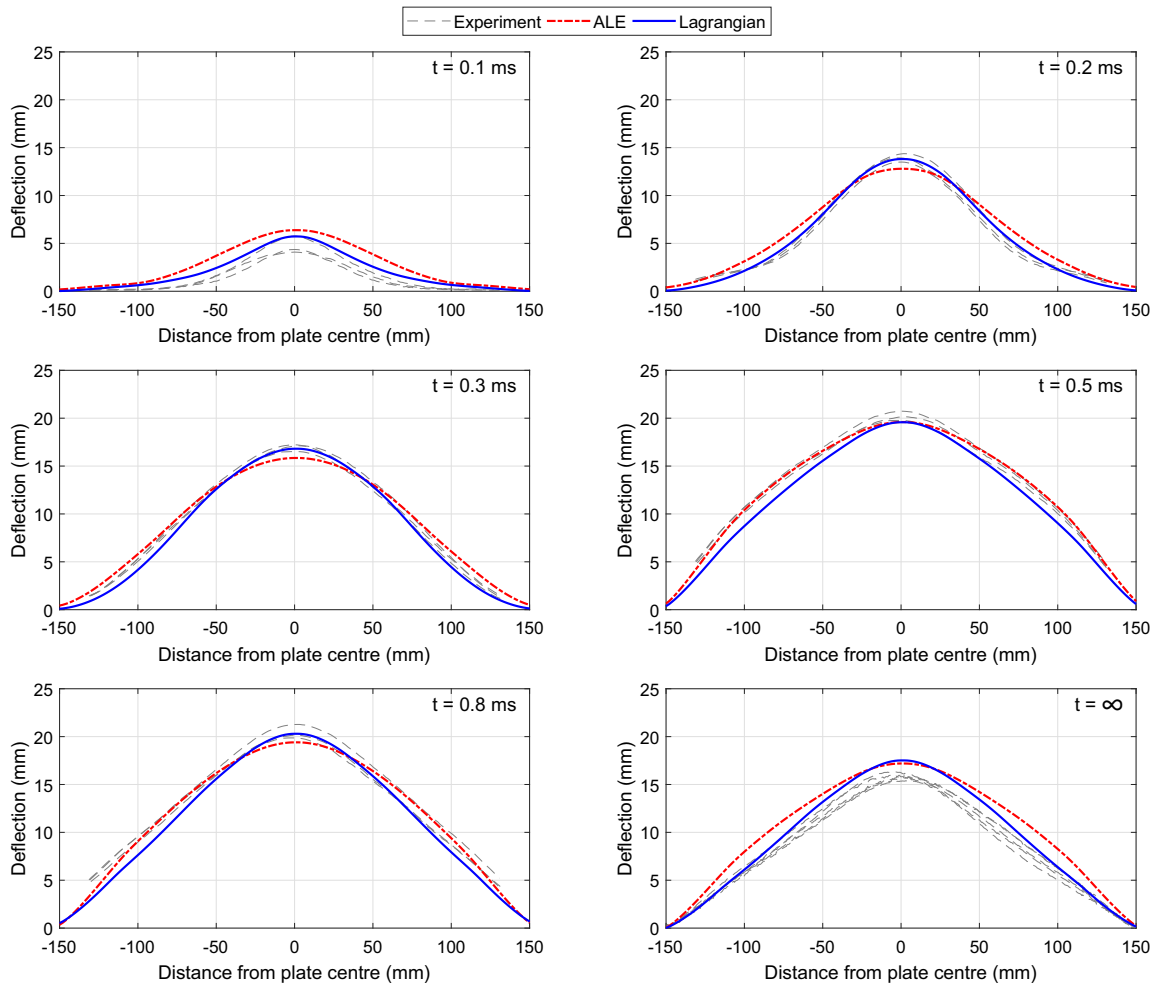 Experiment ALE Lagrangian
t = 0.1 ms
25
20
15
10
5
0
Deflection (mm)
-150 -100 -50 0 50 100 150
Distance from plate centre (mm)
t = 0.2 ms
25
20
15
10
5
0
Deflection (mm)
-150 -100 -50 0 50 100 150
Distance from plate centre (mm)
t = 0.3 ms
25
20
15
10
5
0
Deflection (mm)
-150 -100 -50 0 50 100 150
Distance from plate centre (mm)
t = 0.5 ms
25
20
15
10
5
0
Deflection (mm)
-150 -100 -50 0 50 100 150
Distance from plate centre (mm)
t = 0.8 ms
25
20
15
10
5
0
Deflection (mm)
-150 -100 -50 0 50 100 150
Distance from plate centre (mm)
t = ∞
25
20
15
10
5
0
Deflection (mm)
-150 -100 -50 0 50 100 150
Distance from plate centre (mm)